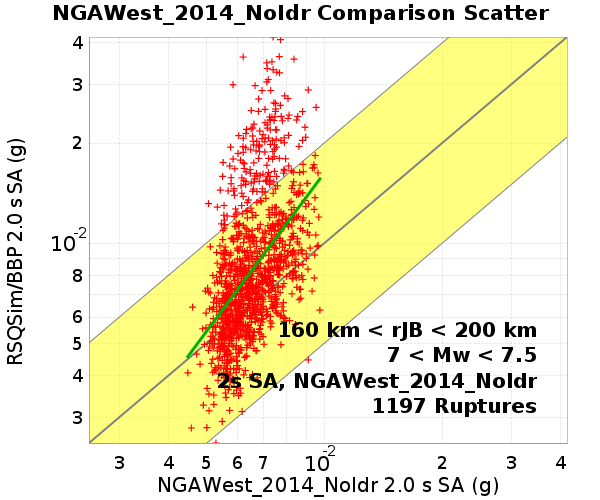 NGAWest_2014_NoIdr Comparison Scatter
4
3
2
10-2
8
7
6
5
4
3
RSQSim/BBP 2.0 s SA (g)
160 km < rJB < 200 km
7 < Mw < 7.5
2s SA, NGAWest_2014_NoIdr
1197 Ruptures
3 4 5 6 7 10-2 2 3 4
NGAWest_2014_NoIdr 2.0 s SA (g)